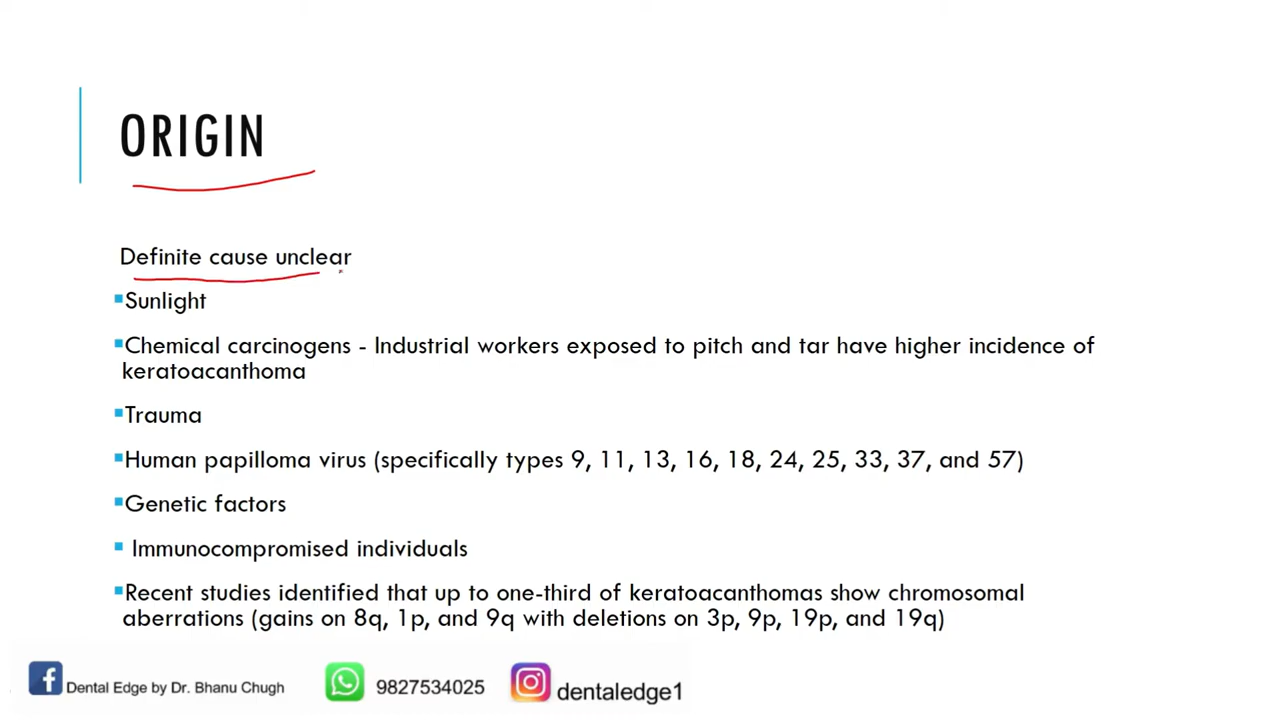 ORIGIN
Definite cause unclear
▪Sunlight
▪Chemical carcinogens - Industrial workers exposed to pitch and tar have higher incidence of
keratoacanthoma
▪Trauma
▪Human papilloma virus (specifically types 9, 11, 13, 16, 18, 24, 25, 33, 37, and 57)
▪Genetic factors
▪ Immunocompromised individuals
▪Recent studies identified that up to one-third of keratoacanthomas show chromosomal
aberrations (gains on 8q, 1p, and 9q with deletions on 3p, 9p, 19p, and 19q)
Dental Edge by Dr. Bhanu Chugh 9827534025 dentaledge1